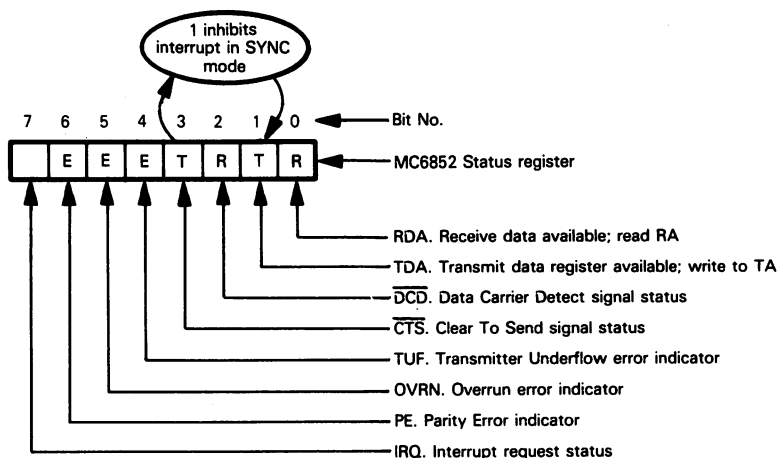 1 inhibits
interrupt in SYNC
mode
7 6 5 4 3 2 1 0 Bit No.
E E E T R T R MC6852 Status register
RDA. Receive data available; read RA
TDA. Transmit data register available; write to TA
D̅C̅D̅. Data Carrier Detect signal status
C̅T̅S̅. Clear To Send signal status
TUF. Transmitter Underflow error indicator
OVRN. Overrun error indicator
PE. Parity Error indicator
IRQ. Interrupt request status